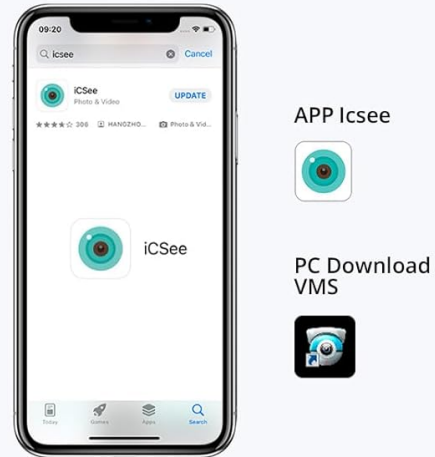 09:20
icsee
Cancel
iCSee
Photo & Video
UPDATE
306
HANGZHO...
Photo & Vid...
iCSee
Today
Games
Apps
Search
APP Icsee
PC Download
VMS